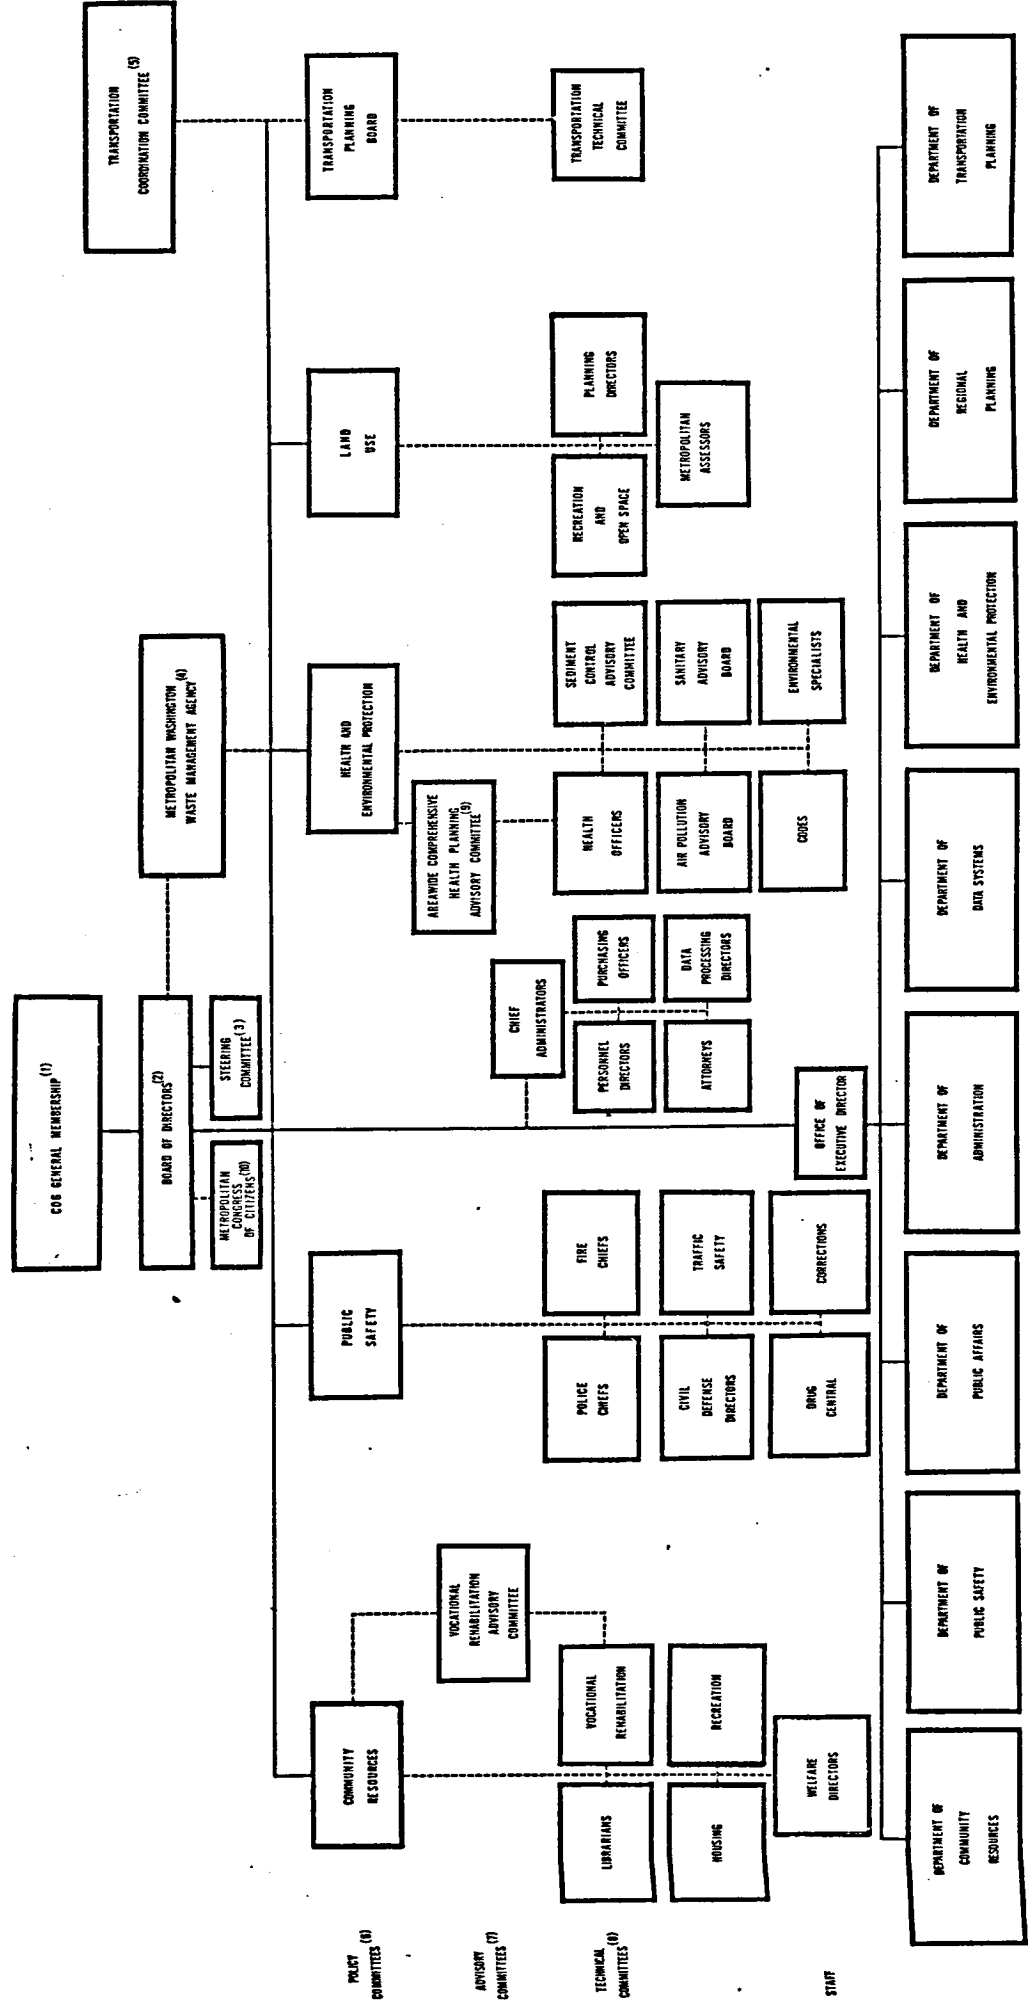 COG GENERAL MEMBERSHIP(1)
BOARD OF DIRECTORS(2)
METROPOLITAN
CONGRESS
OF CITIZENS(10)
STEERING
COMMITTEE(3)
METROPOLITAN WASHINGTON
WASTE MANAGEMENT AGENCY(4)
TRANSPORTATION
COORDINATION COMMITTEE(5)
POLICY
COMMITTEES(6)
COMMUNITY
RESOURCES
PUBLIC
SAFETY
HEALTH AND
ENVIRONMENTAL PROTECTION
LAND
USE
TRANSPORTATION
PLANNING
BOARD
ADVISORY
COMMITTEES(7)
VOCATIONAL
REHABILITATION
ADVISORY
COMMITTEE
AREAWIDE COMPREHENSIVE
HEALTH PLANNING
ADVISORY COMMITTEE(9)
CHIEF
ADMINISTRATORS
TECHNICAL
COMMITTEES(8)
LIBRARIANS
VOCATIONAL
REHABILITATION
HOUSING
RECREATION
WELFARE
DIRECTORS
POLICE
CHIEFS
FIRE
CHIEFS
CIVIL
DEFENSE
DIRECTORS
TRAFFIC
SAFETY
DRUG
CENTRAL
CORRECTIONS
PERSONNEL
DIRECTORS
PURCHASING
OFFICERS
ATTORNEYS
DATA
PROCESSING
DIRECTORS
HEALTH
OFFICERS
SEDIMENT
CONTROL
ADVISORY
COMMITTEE
AIR POLLUTION
ADVISORY
BOARD
SANITARY
ADVISORY
BOARD
CODES
ENVIRONMENTAL
SPECIALISTS
RECREATION
AND
OPEN SPACE
PLANNING
DIRECTORS
METROPOLITAN
ASSESSORS
TRANSPORTATION
TECHNICAL
COMMITTEE
STAFF
OFFICE OF
EXECUTIVE DIRECTOR
DEPARTMENT OF
COMMUNITY
RESOURCES
DEPARTMENT OF
PUBLIC SAFETY
DEPARTMENT OF
PUBLIC AFFAIRS
DEPARTMENT OF
ADMINISTRATION
DEPARTMENT OF
DATA SYSTEMS
DEPARTMENT OF
HEALTH AND
ENVIRONMENTAL PROTECTION
DEPARTMENT OF
REGIONAL
PLANNING
DEPARTMENT OF
TRANSPORTATION
PLANNING